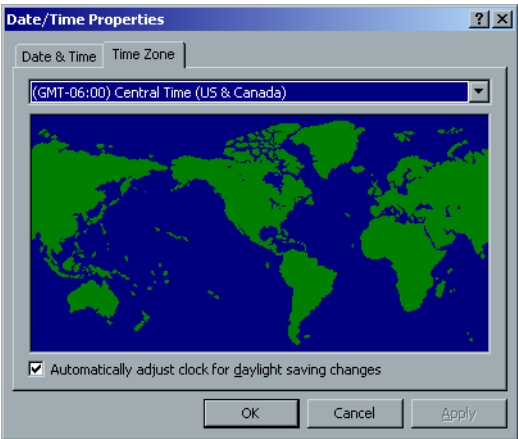 Date/Time Properties
Date & Time Time Zone
(GMT-06:00) Central Time (US & Canada)
Automatically adjust clock for daylight saving changes
OK Cancel Apply